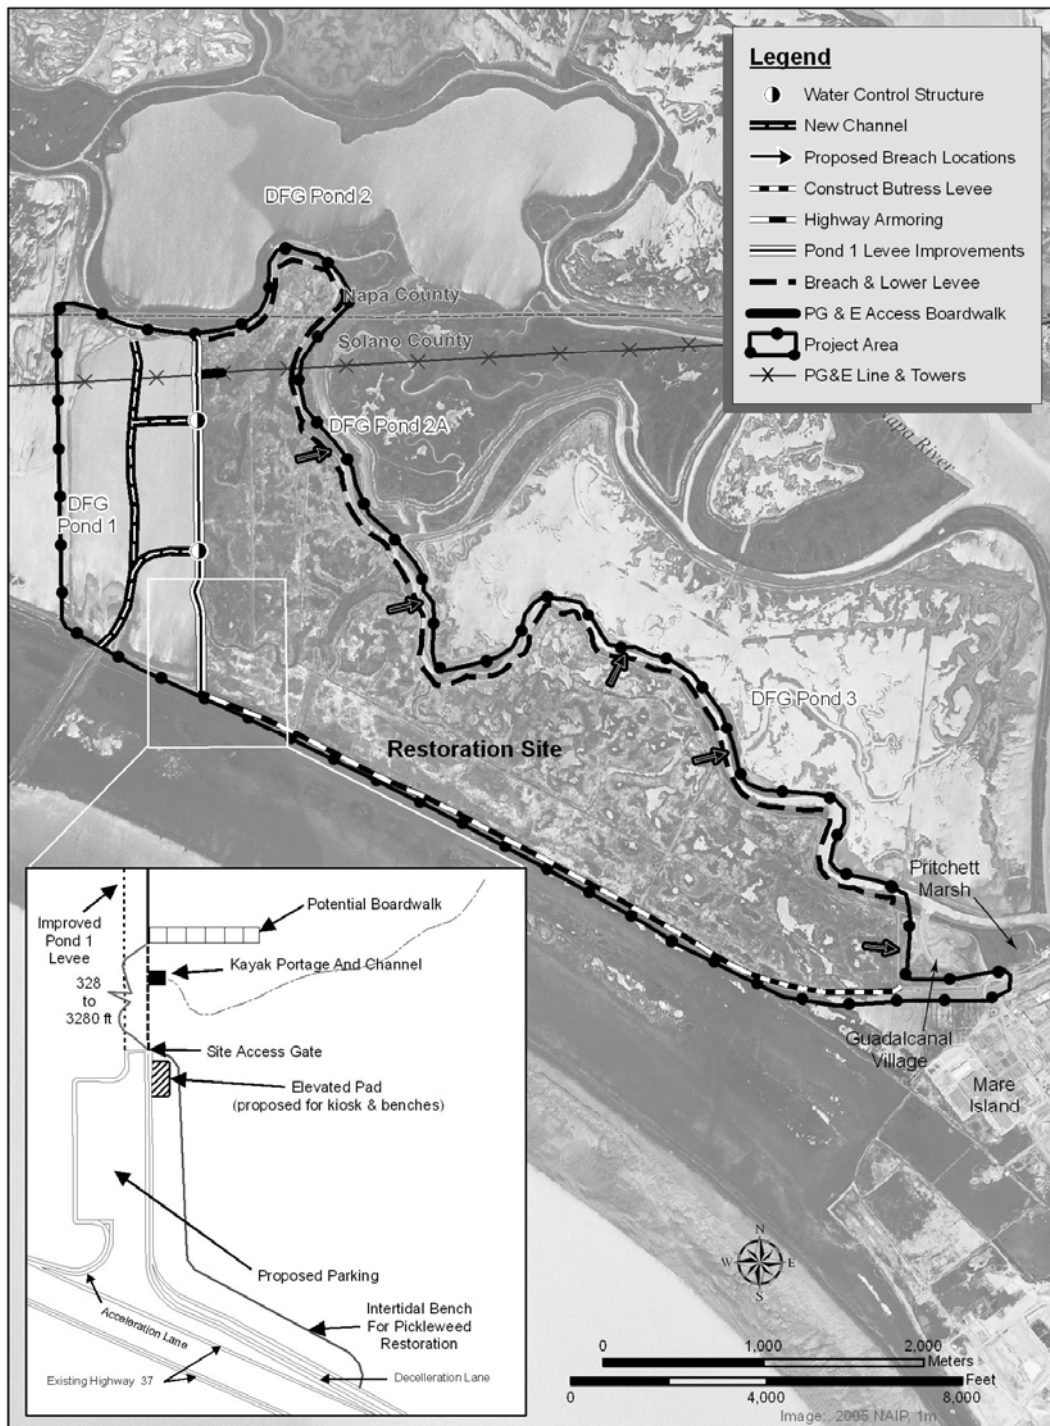 Legend
Water Control Structure
New Channel
Proposed Breach Locations
Construct Butress Levee
Highway Armoring
Pond 1 Levee Improvements
Breach & Lower Levee
PG & E Access Boardwalk
Project Area
PG&E Line & Towers
DFG Pond 2
Napa County
Solano County
DFG Pond 2A
Napa River
DFG
Pond 1
DFG Pond 3
Restoration Site
Pritchett
Marsh
Guadalcanal
Village
Mare
Island
Improved
Pond 1
Levee
Potential Boardwalk
Kayak Portage And Channel
328
to
3280 ft
Site Access Gate
Elevated Pad
(proposed for kiosk & benches)
Proposed Parking
Intertidal Bench
For Pickleweed
Restoration
Acceleration Lane
Existing Highway 37
Decelleration Lane
N
W E
S
0 1,000 2,000
Meters
Feet
0 4,000 8,000
Image: 2005 NAIP, 1m